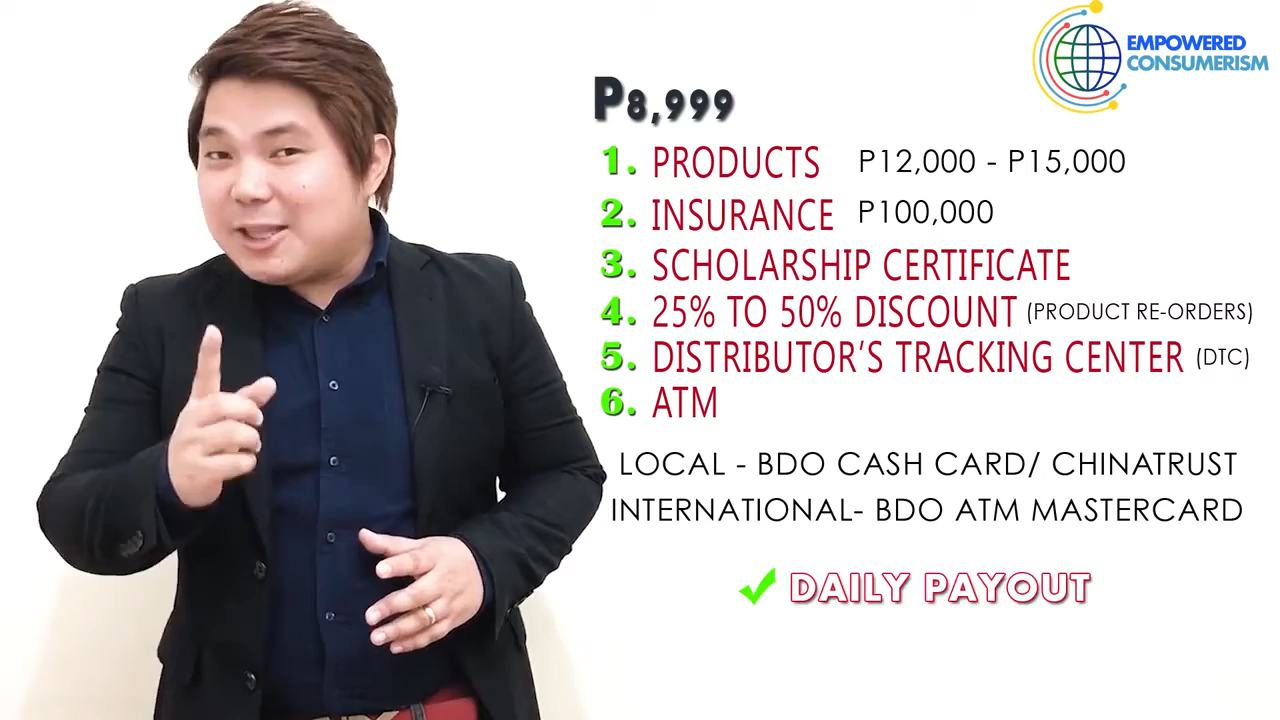 EMPOWERED
CONSUMERISM
P8,999
1. PRODUCTS P12,000 - P15,000
2. INSURANCE P100,000
3. SCHOLARSHIP CERTIFICATE
4. 25% TO 50% DISCOUNT (PRODUCT RE-ORDERS)
5. DISTRIBUTOR'S TRACKING CENTER (DTC)
6. ATM
LOCAL - BDO CASH CARD/ CHINATRUST
INTERNATIONAL- BDO ATM MASTERCARD
DAILY PAYOUT